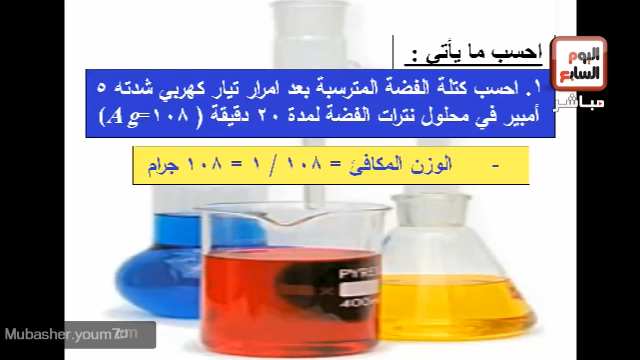 اليوم السابع
مباشر
احسب ما يأتي :
١. احسب كتلة الفضة المترسبة بعد امرار تيار كهربي شدته ٥
أمبير في محلول نترات الفضة لمدة ٢٠ دقيقة ( Ag=١٠٨)
- الوزن المكافئ = ١٠٨ / ١ = ١٠٨ جرام
PYREX
Mubasher.youm7